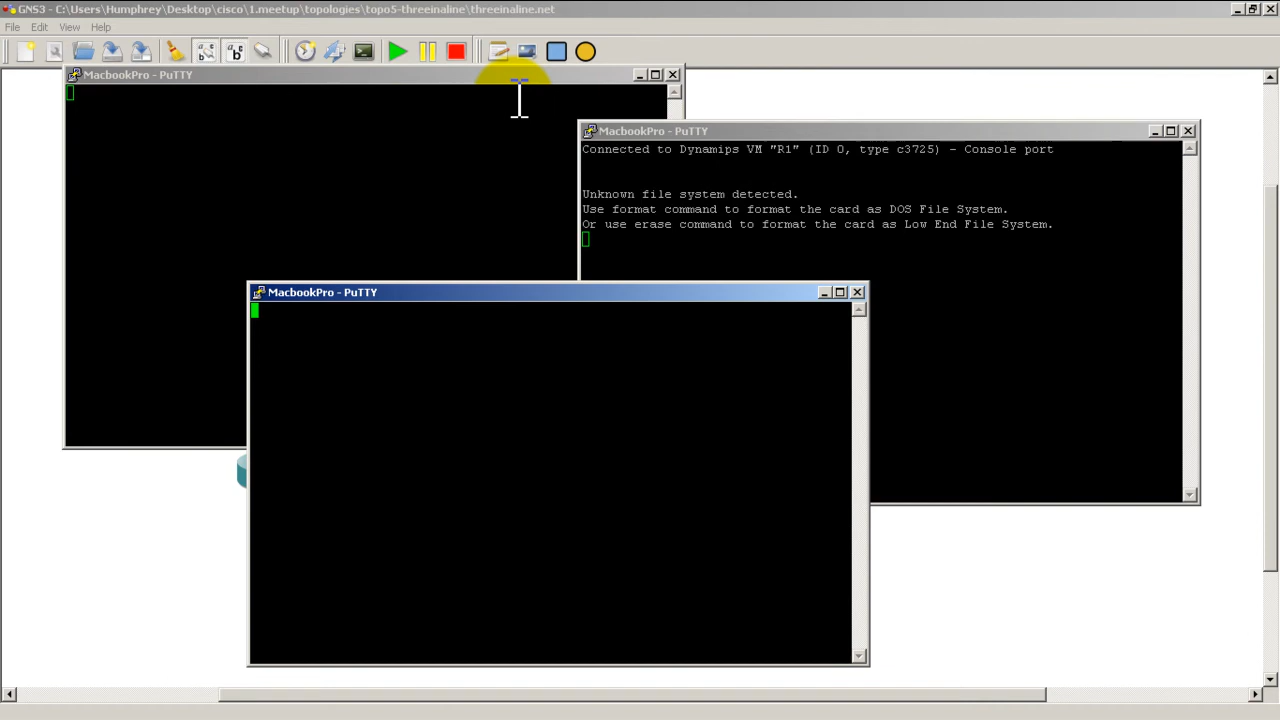 GNS3 - C:\Users\Humphrey\Desktop\cisco\1.meetup\topologies\topo5-threeinaline\threeinaline.net
File Edit View Help
MacbookPro - PuTTY
MacbookPro - PuTTY
Connected to Dynamips VM "R1" (ID 0, type c3725) - Console port
Unknown file system detected.
Use format command to format the card as DOS File System.
Or use erase command to format the card as Low End File System.
MacbookPro - PuTTY